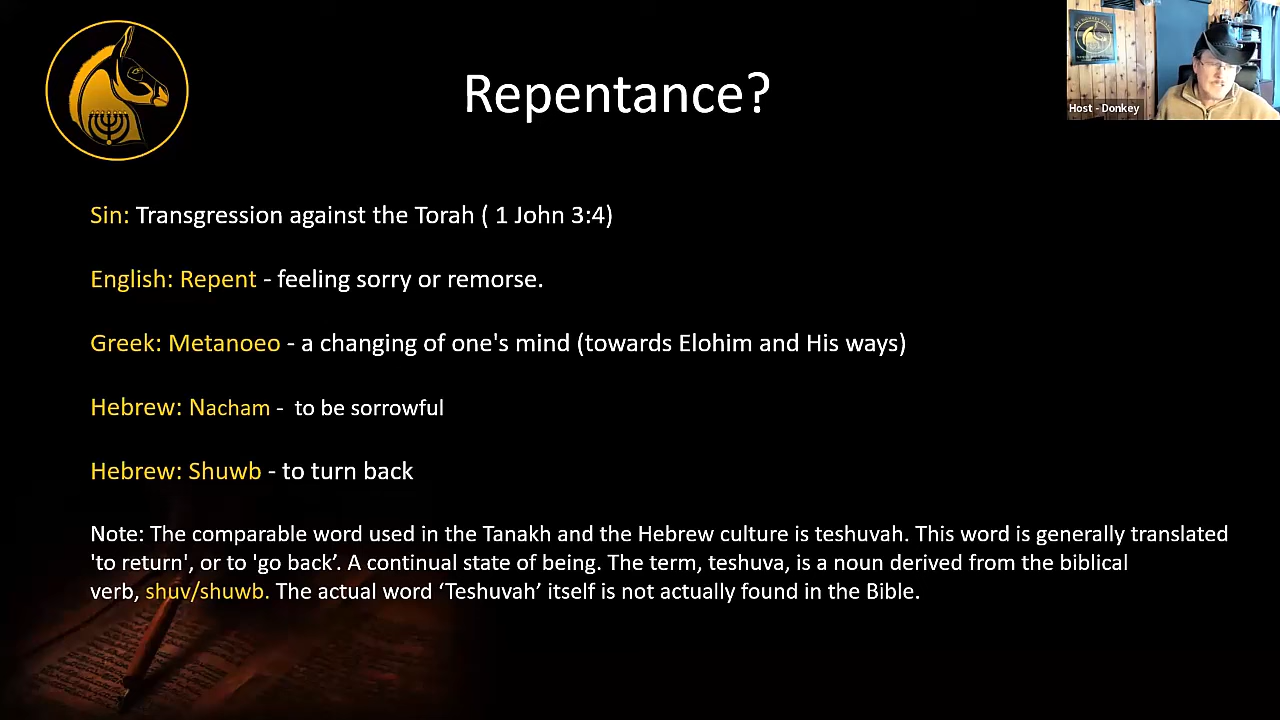 Repentance?
Host - Donkey
Sin: Transgression against the Torah ( 1 John 3:4)
English: Repent - feeling sorry or remorse.
Greek: Metanoeo - a changing of one's mind (towards Elohim and His ways)
Hebrew: Nacham -  to be sorrowful
Hebrew: Shuwb - to turn back
Note: The comparable word used in the Tanakh and the Hebrew culture is teshuvah. This word is generally translated
'to return', or to 'go back’. A continual state of being. The term, teshuva, is a noun derived from the biblical
verb, shuv/shuwb. The actual word ‘Teshuvah’ itself is not actually found in the Bible.